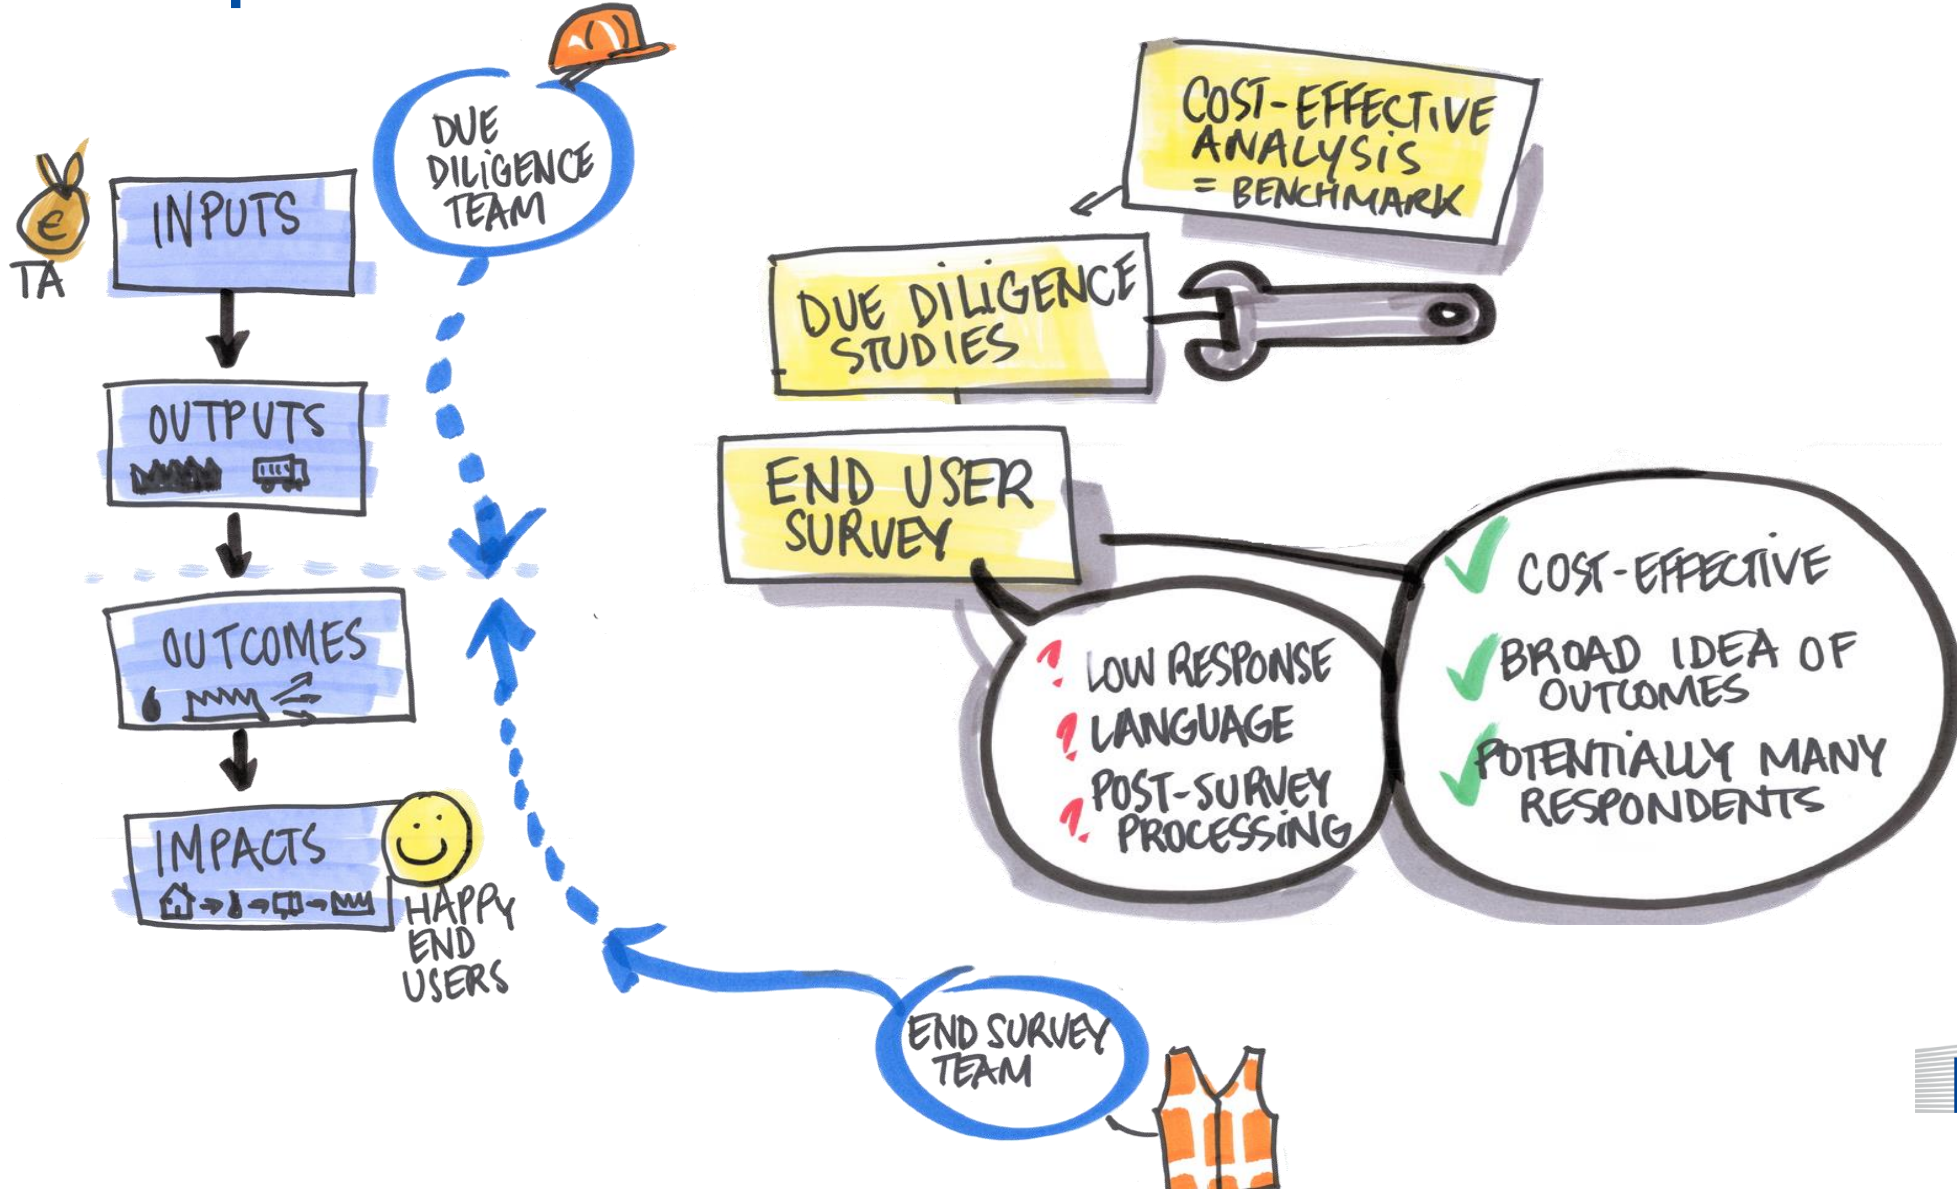 DUE
DILIGENCE
TEAM
€
TA
INPUTS
OUTPUTS
OUTCOMES
IMPACTS
HAPPY
END
USERS
COST-EFFECTIVE
ANALYSIS
= BENCHMARK
DUE DILIGENCE
STUDIES
END USER
SURVEY
LOW RESPONSE
LANGUAGE
POST-SURVEY
PROCESSING
COST-EFFECTIVE
BROAD IDEA OF
OUTCOMES
POTENTIALLY MANY
RESPONDENTS
END SURVEY
TEAM